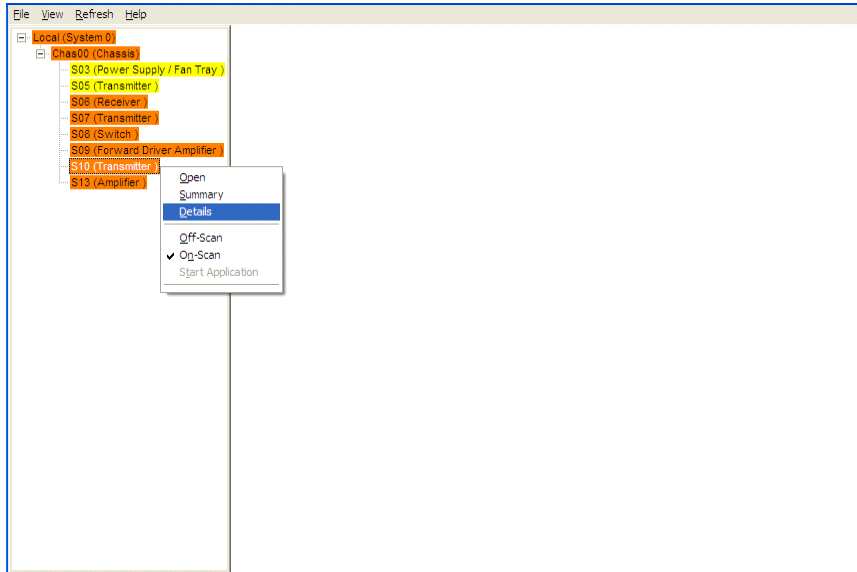 File View Refresh Help
Local (System 0)
Chas00 (Chassis)
S03 (Power Supply / Fan Tray )
S05 (Transmitter )
S06 (Receiver )
S07 (Transmitter )
S08 (Switch )
S09 (Forward Driver Amplifier )
S10 (Transmitter )
S13 (Amplifier )
Open
Summary
Details
Off-Scan
On-Scan
Start Application